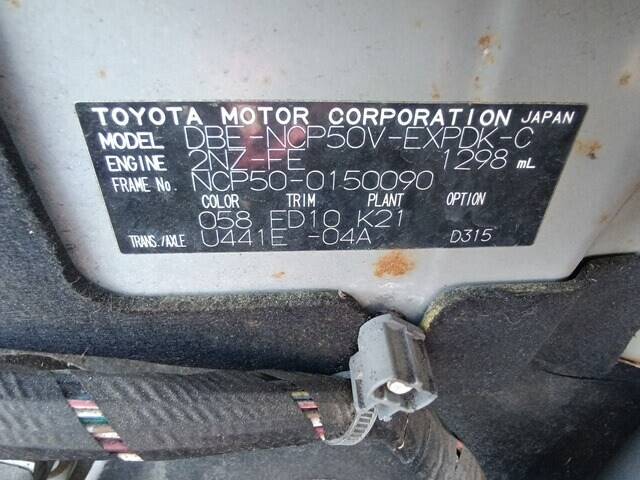 TOYOTA MOTOR CORPORATION JAPAN
MODEL DBE-NCP50V-EXPDK-C
ENGINE 2NZ-FE 1298 mL
FRAME No. NCP50-0150090
COLOR TRIM PLANT OPTION
058 FD10 K21
TRANS./AXLE U441E -04A D315